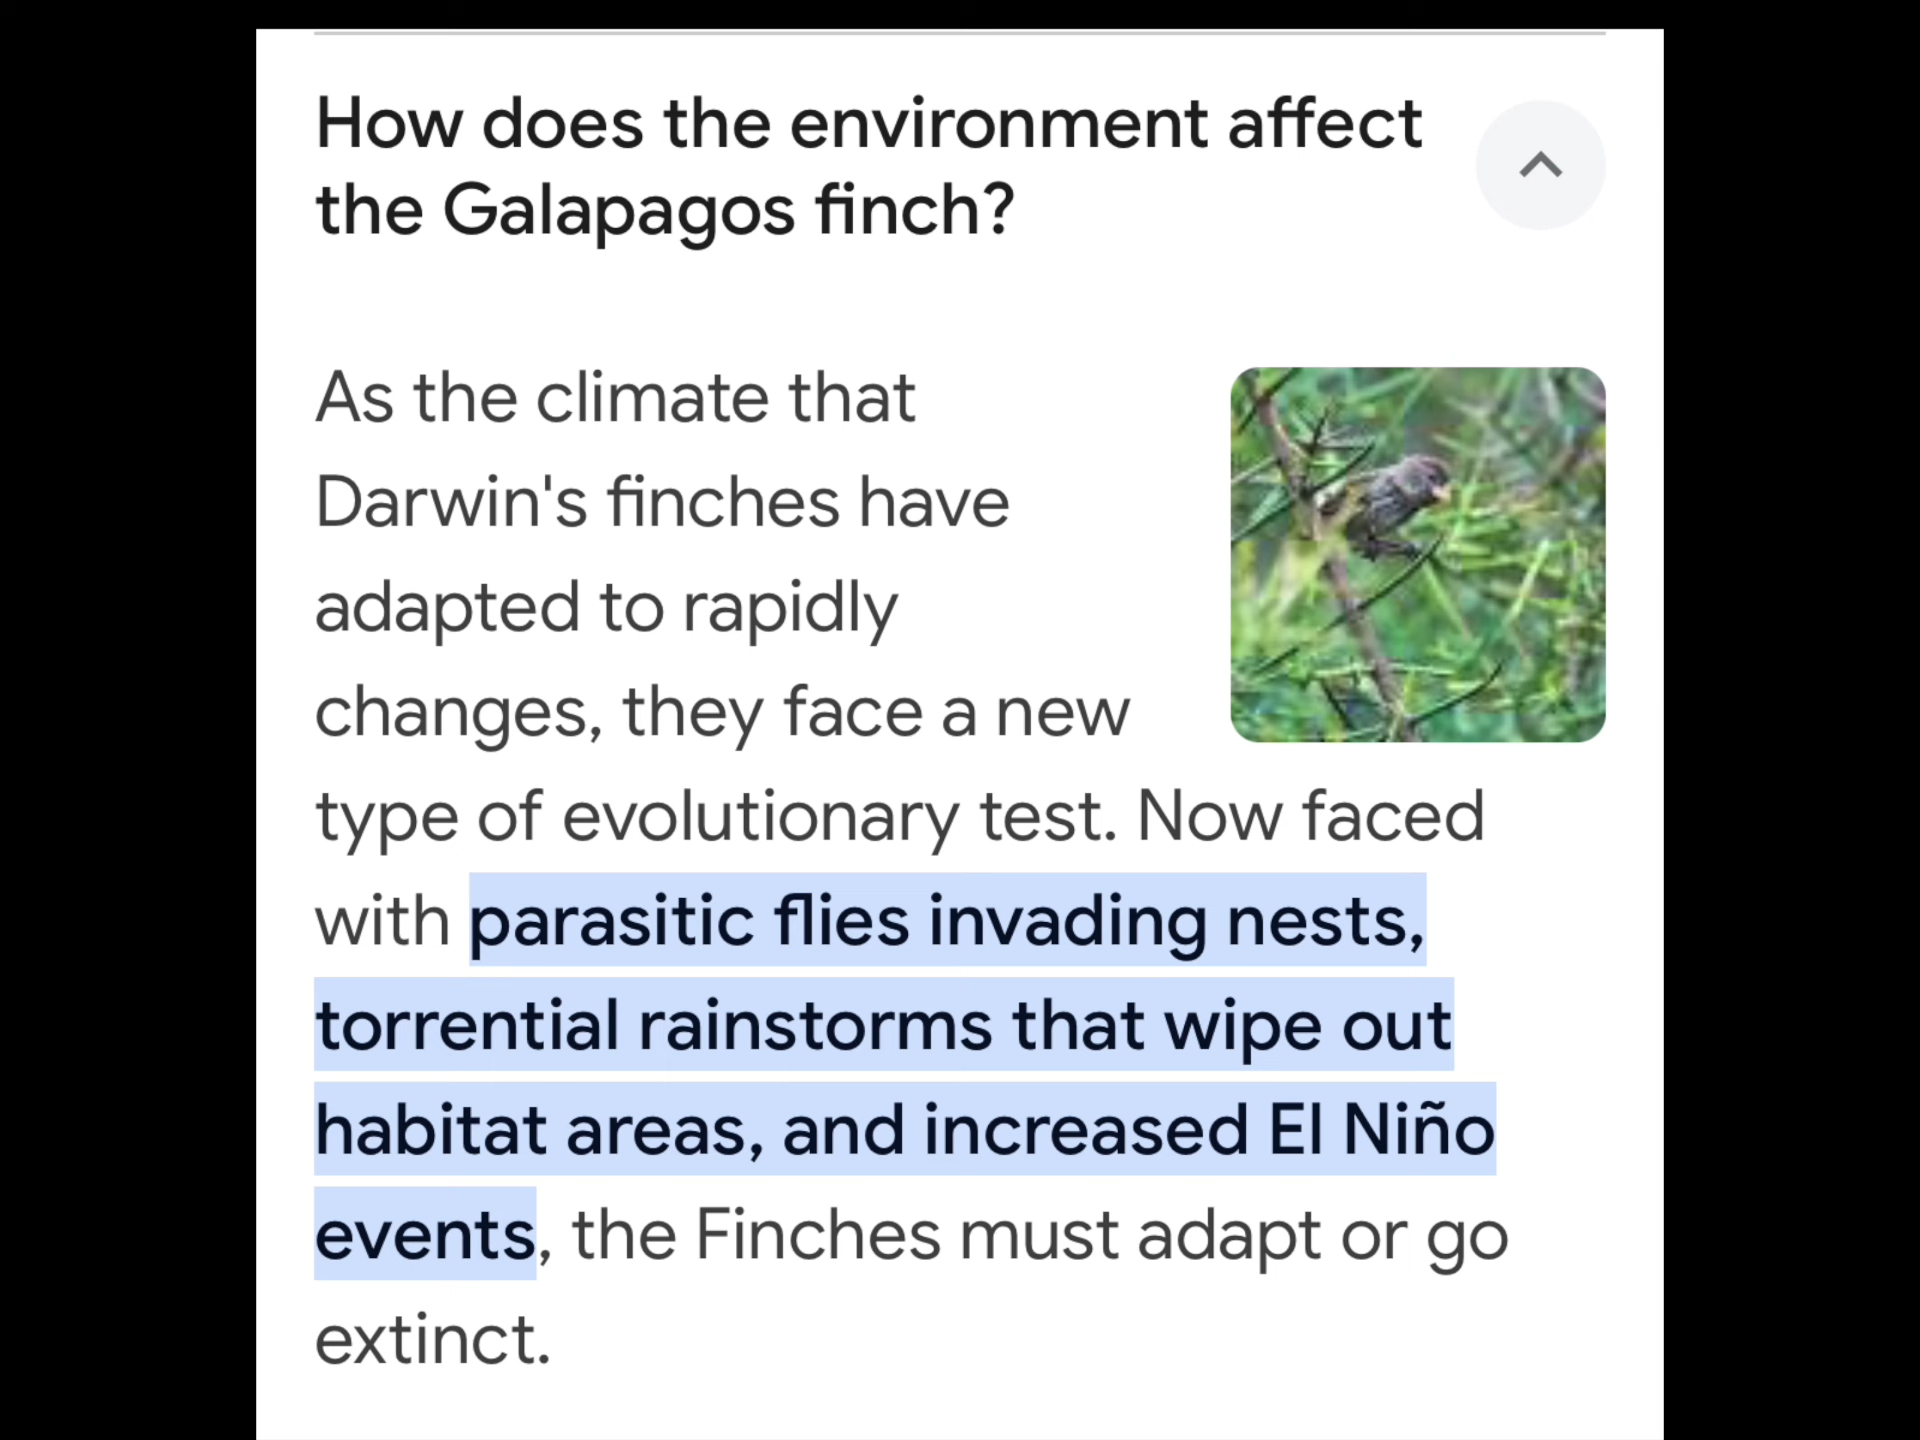 How does the environment affect
the Galapagos finch?
As the climate that
Darwin's finches have
adapted to rapidly
changes, they face a new
type of evolutionary test. Now faced
with parasitic flies invading nests,
torrential rainstorms that wipe out
habitat areas, and increased El Niño
events, the Finches must adapt or go
extinct.